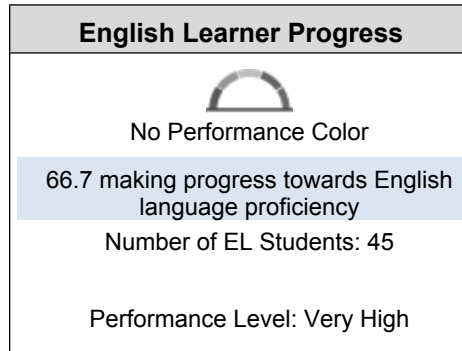 English Learner Progress
No Performance Color
66.7 making progress towards English
language proficiency
Number of EL Students: 45
Performance Level: Very High